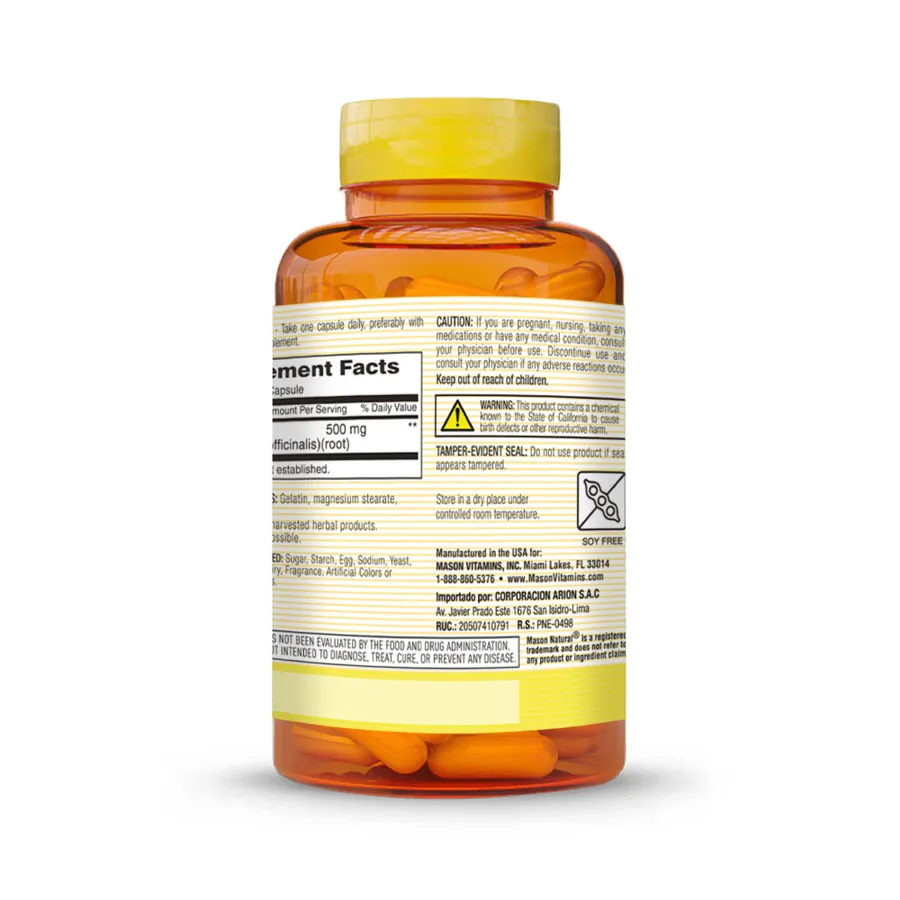 - Take one capsule daily, preferably with
plement.
ement Facts
Capsule
mount Per Serving % Daily Value
500 mg **
officinalis)(root)
t established.
S: Gelatin, magnesium stearate,
harvested herbal products.
ossible.
ED: Sugar, Starch, Egg, Sodium, Yeast,
ry, Fragrance, Artificial Colors or
s.
CAUTION: If you are pregnant, nursing, taking any
medications or have any medical condition, consult
your physician before use. Discontinue use and
consult your physician if any adverse reactions occu
Keep out of reach of children.
WARNING: This product contains a chemical
known to the State of California to cause
birth defects or other reproductive harm.
TAMPER-EVIDENT SEAL: Do not use product if seal
appears tampered.
Store in a dry place under
controlled room temperature.
SOY FREE
Manufactured in the USA for:
MASON VITAMINS, INC. Miami Lakes, FL 33014
1-888-860-5376 • www.MasonVitamins.com
Importado por: CORPORACION ARION S.A.C
Av. Javier Prado Este 1676 San Isidro-Lima
RUC.: 20507410791 R.S.: PNE-0498
S NOT BEEN EVALUATED BY THE FOOD AND DRUG ADMINISTRATION.
OT INTENDED TO DIAGNOSE, TREAT, CURE, OR PREVENT ANY DISEASE.
Mason Natural® is a registered
trademark and does not refer to
any product or ingredient claim